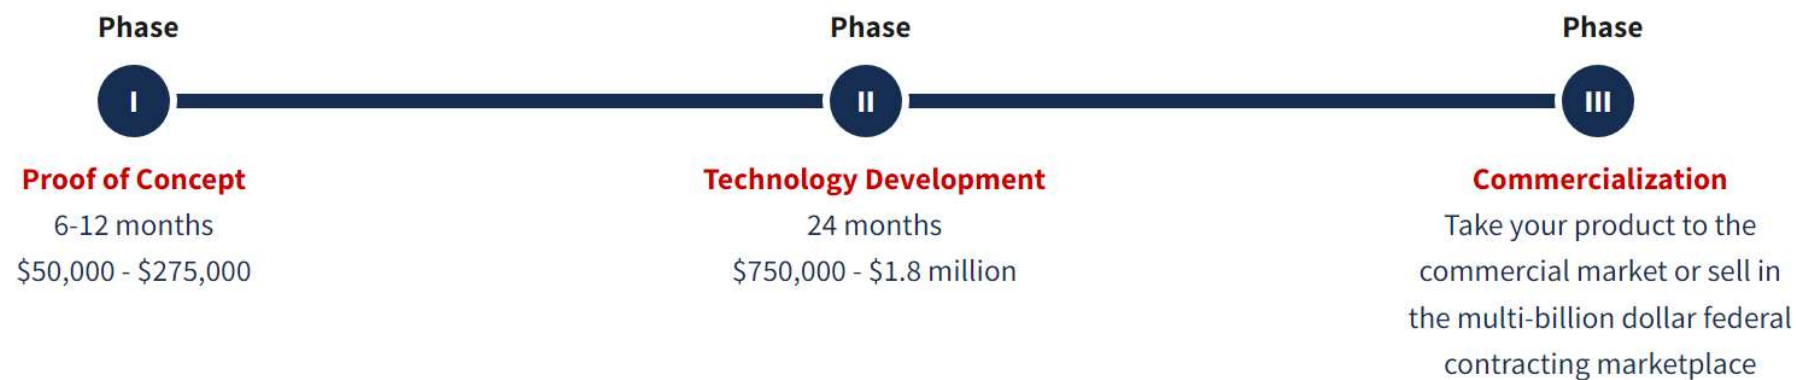 Phase
I
Proof of Concept
6-12 months
$50,000 - $275,000
Phase
II
Technology Development
24 months
$750,000 - $1.8 million
Phase
III
Commercialization
Take your product to the
commercial market or sell in
the multi-billion dollar federal
contracting marketplace